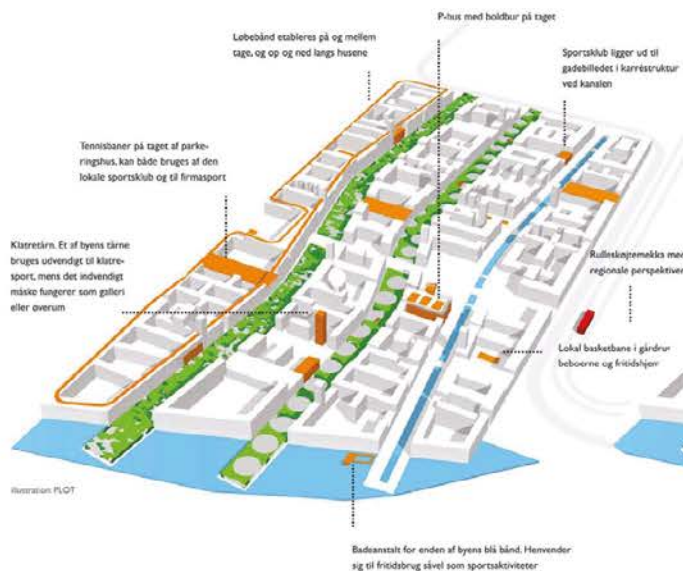 P-hus med boldbur på taget
Løbebånd etableres på og mellem
tage, og op og ned langs husene
Sportsklub ligger ud til
gadebilledet i karréstruktur
ved kanalen
Tennisbaner på taget af parke-
ringshus, kan både bruges af den
lokale sportsklub og til firmasport
Klatretårn. Et af byens tårne
bruges udvendigt til klatre-
sport, mens det indvendigt
måske fungerer som galleri
eller øverum
Rulleskøjtemekka med
regionale perspektiver
Lokal basketbane i gårdrum
beboerne og fritidshjem
Illustration: PLOT
Badeanstalt for enden af byens blå bånd. Henvender
sig til fritidsbrug såvel som sportsaktiviteter